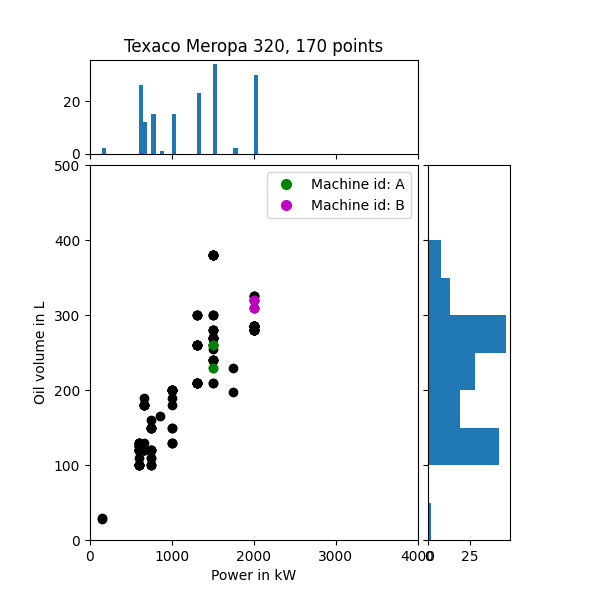 Texaco Meropa 320, 170 points
20
0
500
400
300
200
100
0
Oil volume in L
Machine id: A
Machine id: B
0 1000 2000 3000 4000
0 25
Power in kW